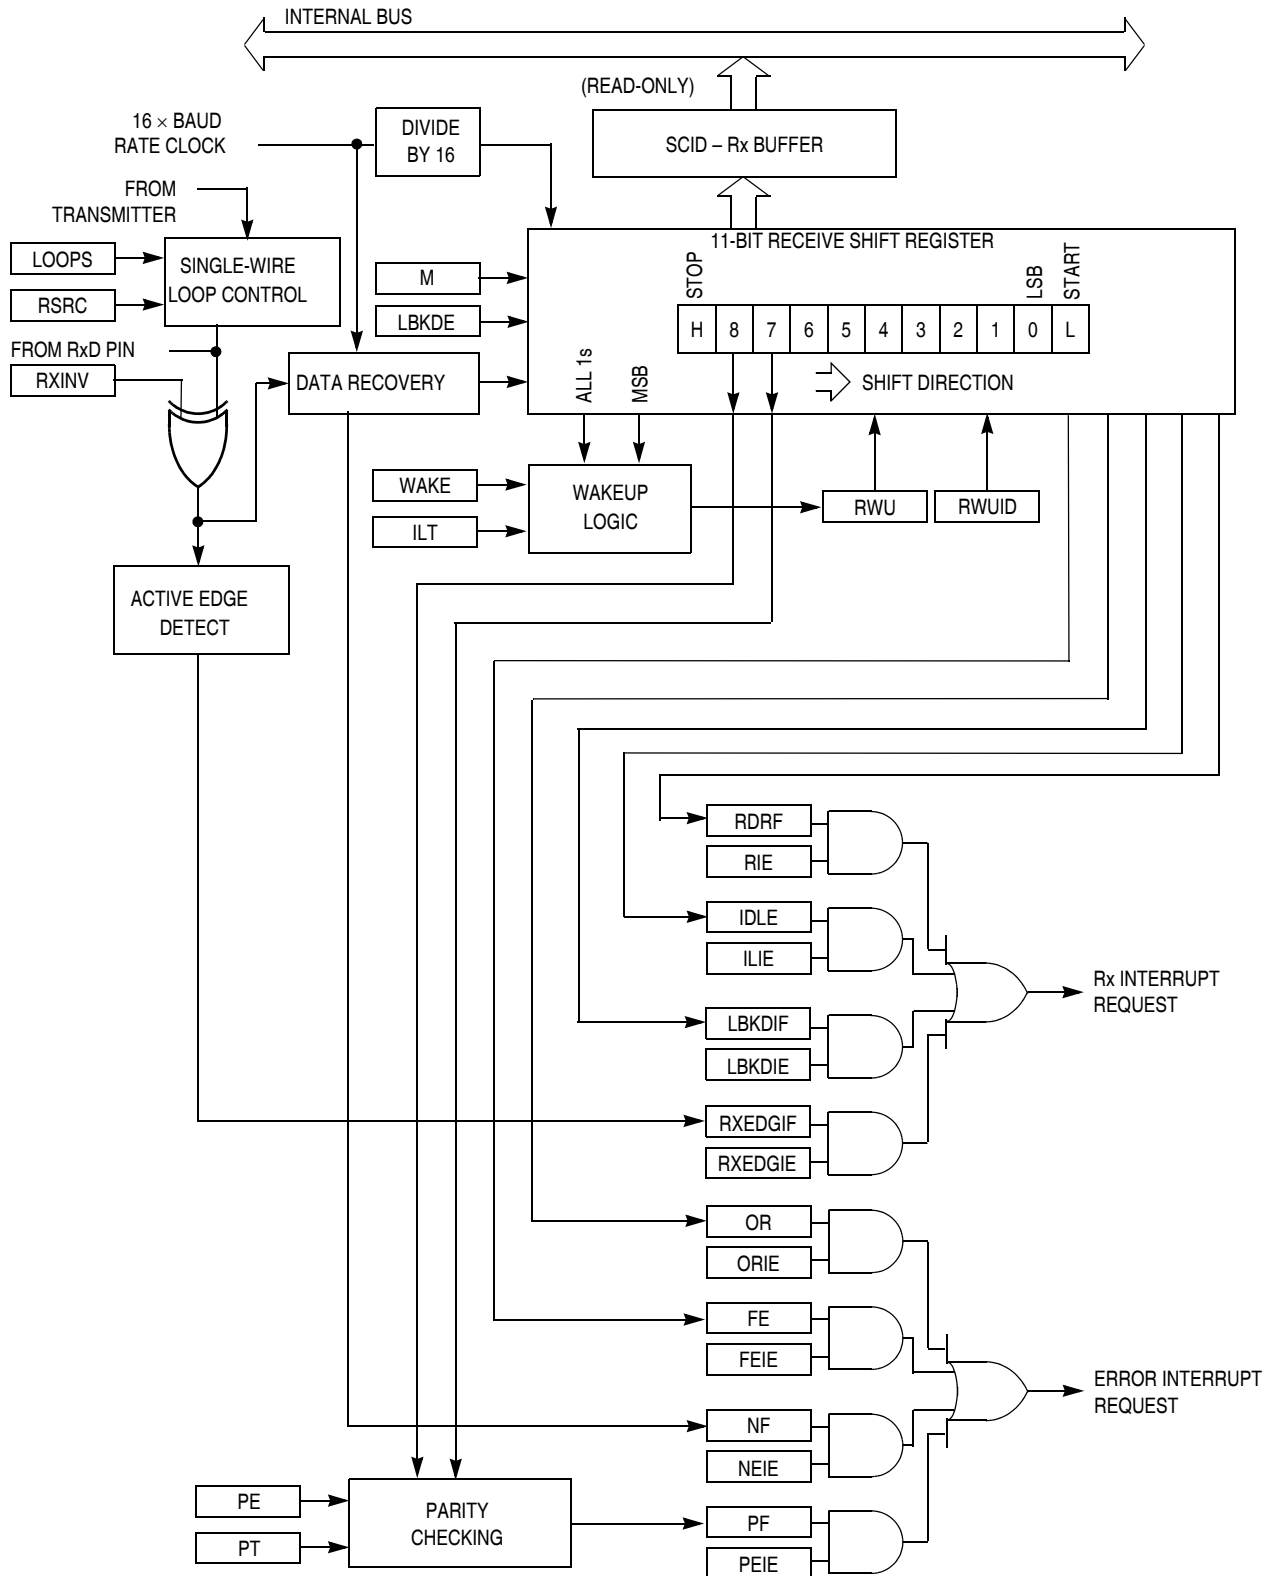 INTERNAL BUS
(READ-ONLY)
16 × BAUD
RATE CLOCK
DIVIDE
BY 16
SCID – Rx BUFFER
FROM
TRANSMITTER
11-BIT RECEIVE SHIFT REGISTER
LOOPS
RSRC
SINGLE-WIRE
LOOP CONTROL
M
LBKDE
STOP
LSB
START
H 8 7 6 5 4 3 2 1 0 L
FROM RxD PIN
RXINV
DATA RECOVERY
ALL 1s
MSB
SHIFT DIRECTION
WAKE
ILT
WAKEUP
LOGIC
RWU
RWUID
ACTIVE EDGE
DETECT
RDRF
RIE
IDLE
ILIE
Rx INTERRUPT
REQUEST
LBKDIF
LBKDIE
RXEDGIF
RXEDGIE
OR
ORIE
FE
FEIE
ERROR INTERRUPT
REQUEST
NF
NEIE
PE
PT
PARITY
CHECKING
PF
PEIE